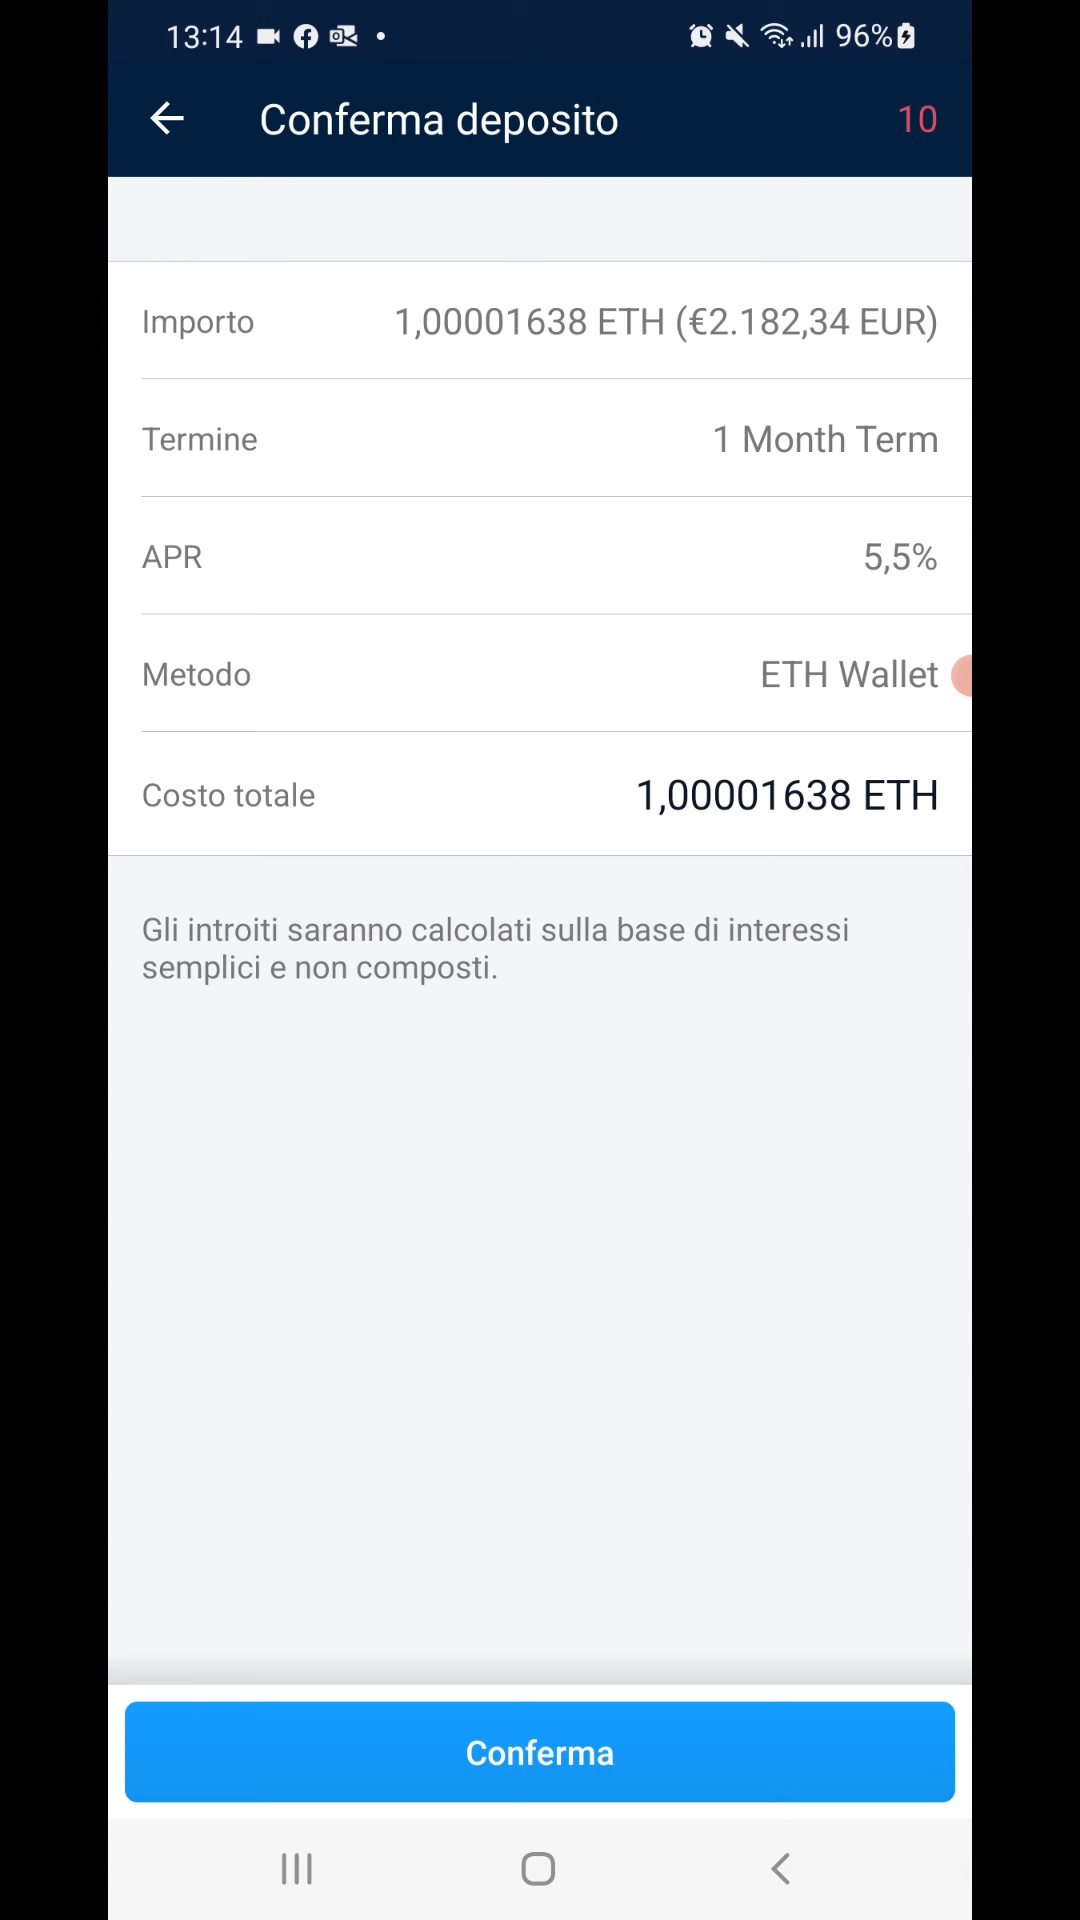 13:14 96%
Conferma deposito 10
Importo 1,00001638 ETH (€2.182,34 EUR)
Termine 1 Month Term
APR 5,5%
Metodo ETH Wallet
Costo totale 1,00001638 ETH
Gli introiti saranno calcolati sulla base di interessi
semplici e non composti.
Conferma